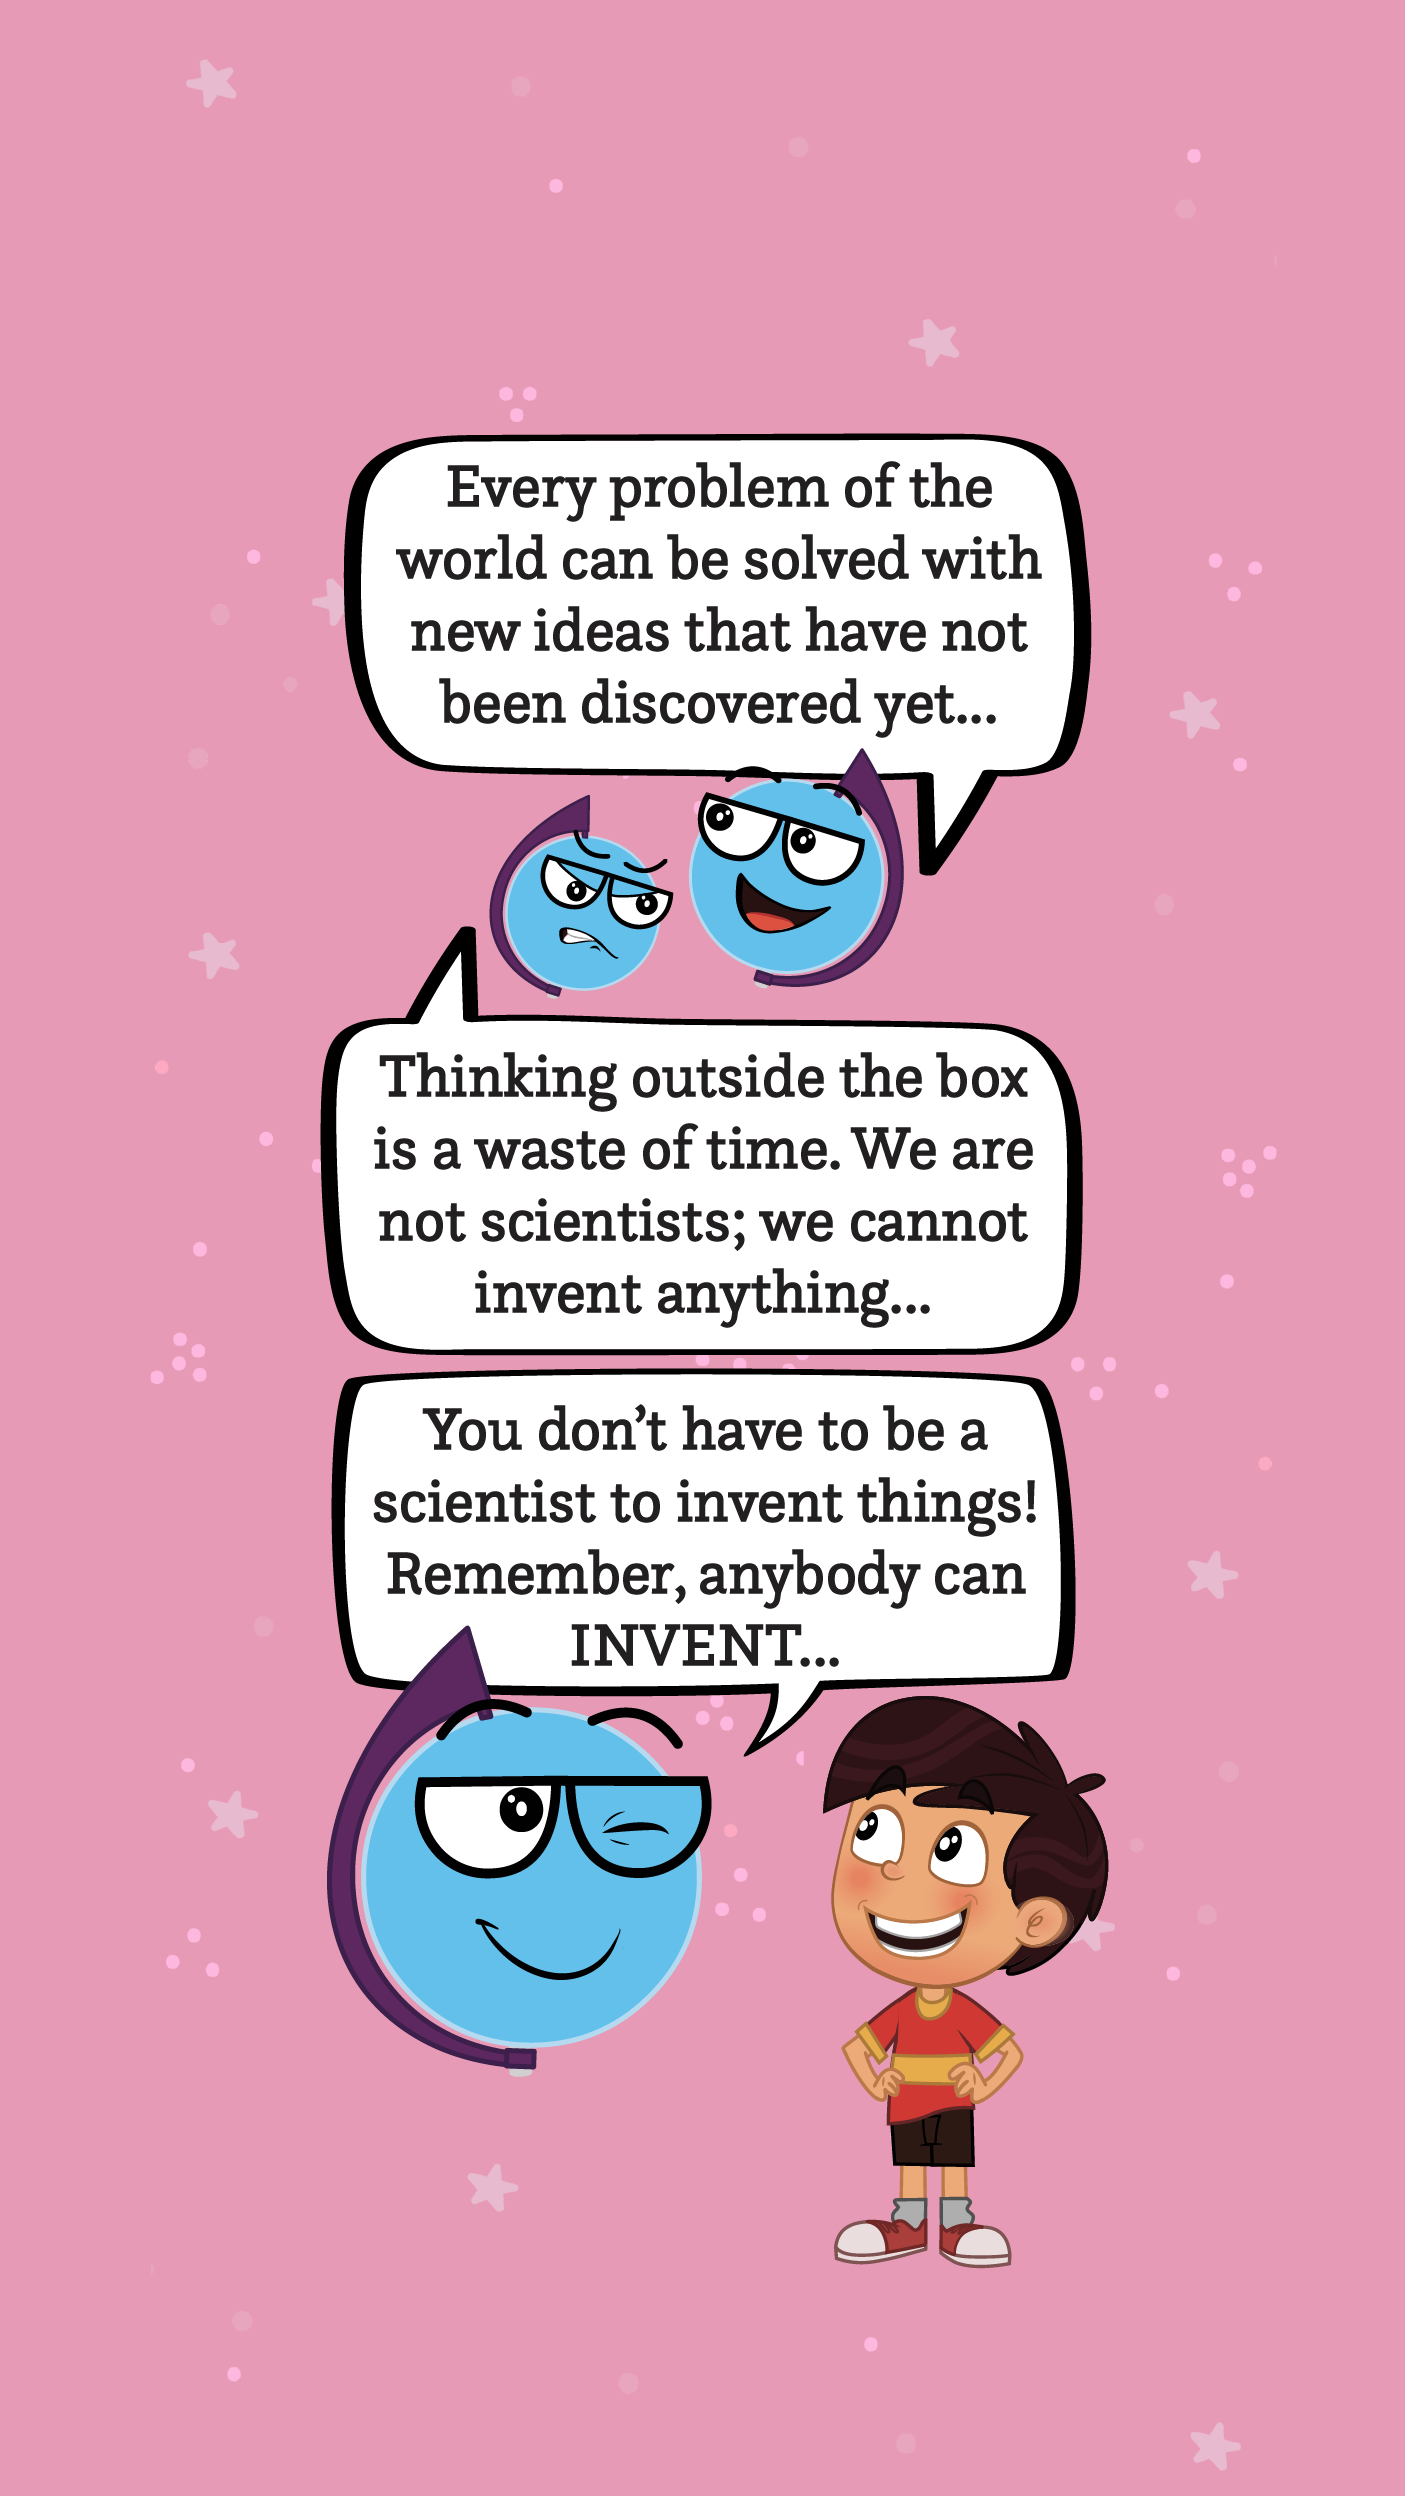 Every problem of the
world can be solved with
new ideas that have not
been discovered yet...
Thinking outside the box
is a waste of time. We are
not scientists; we cannot
invent anything...
You don’t have to be a
scientist to invent things!
Remember, anybody can
INVENT...